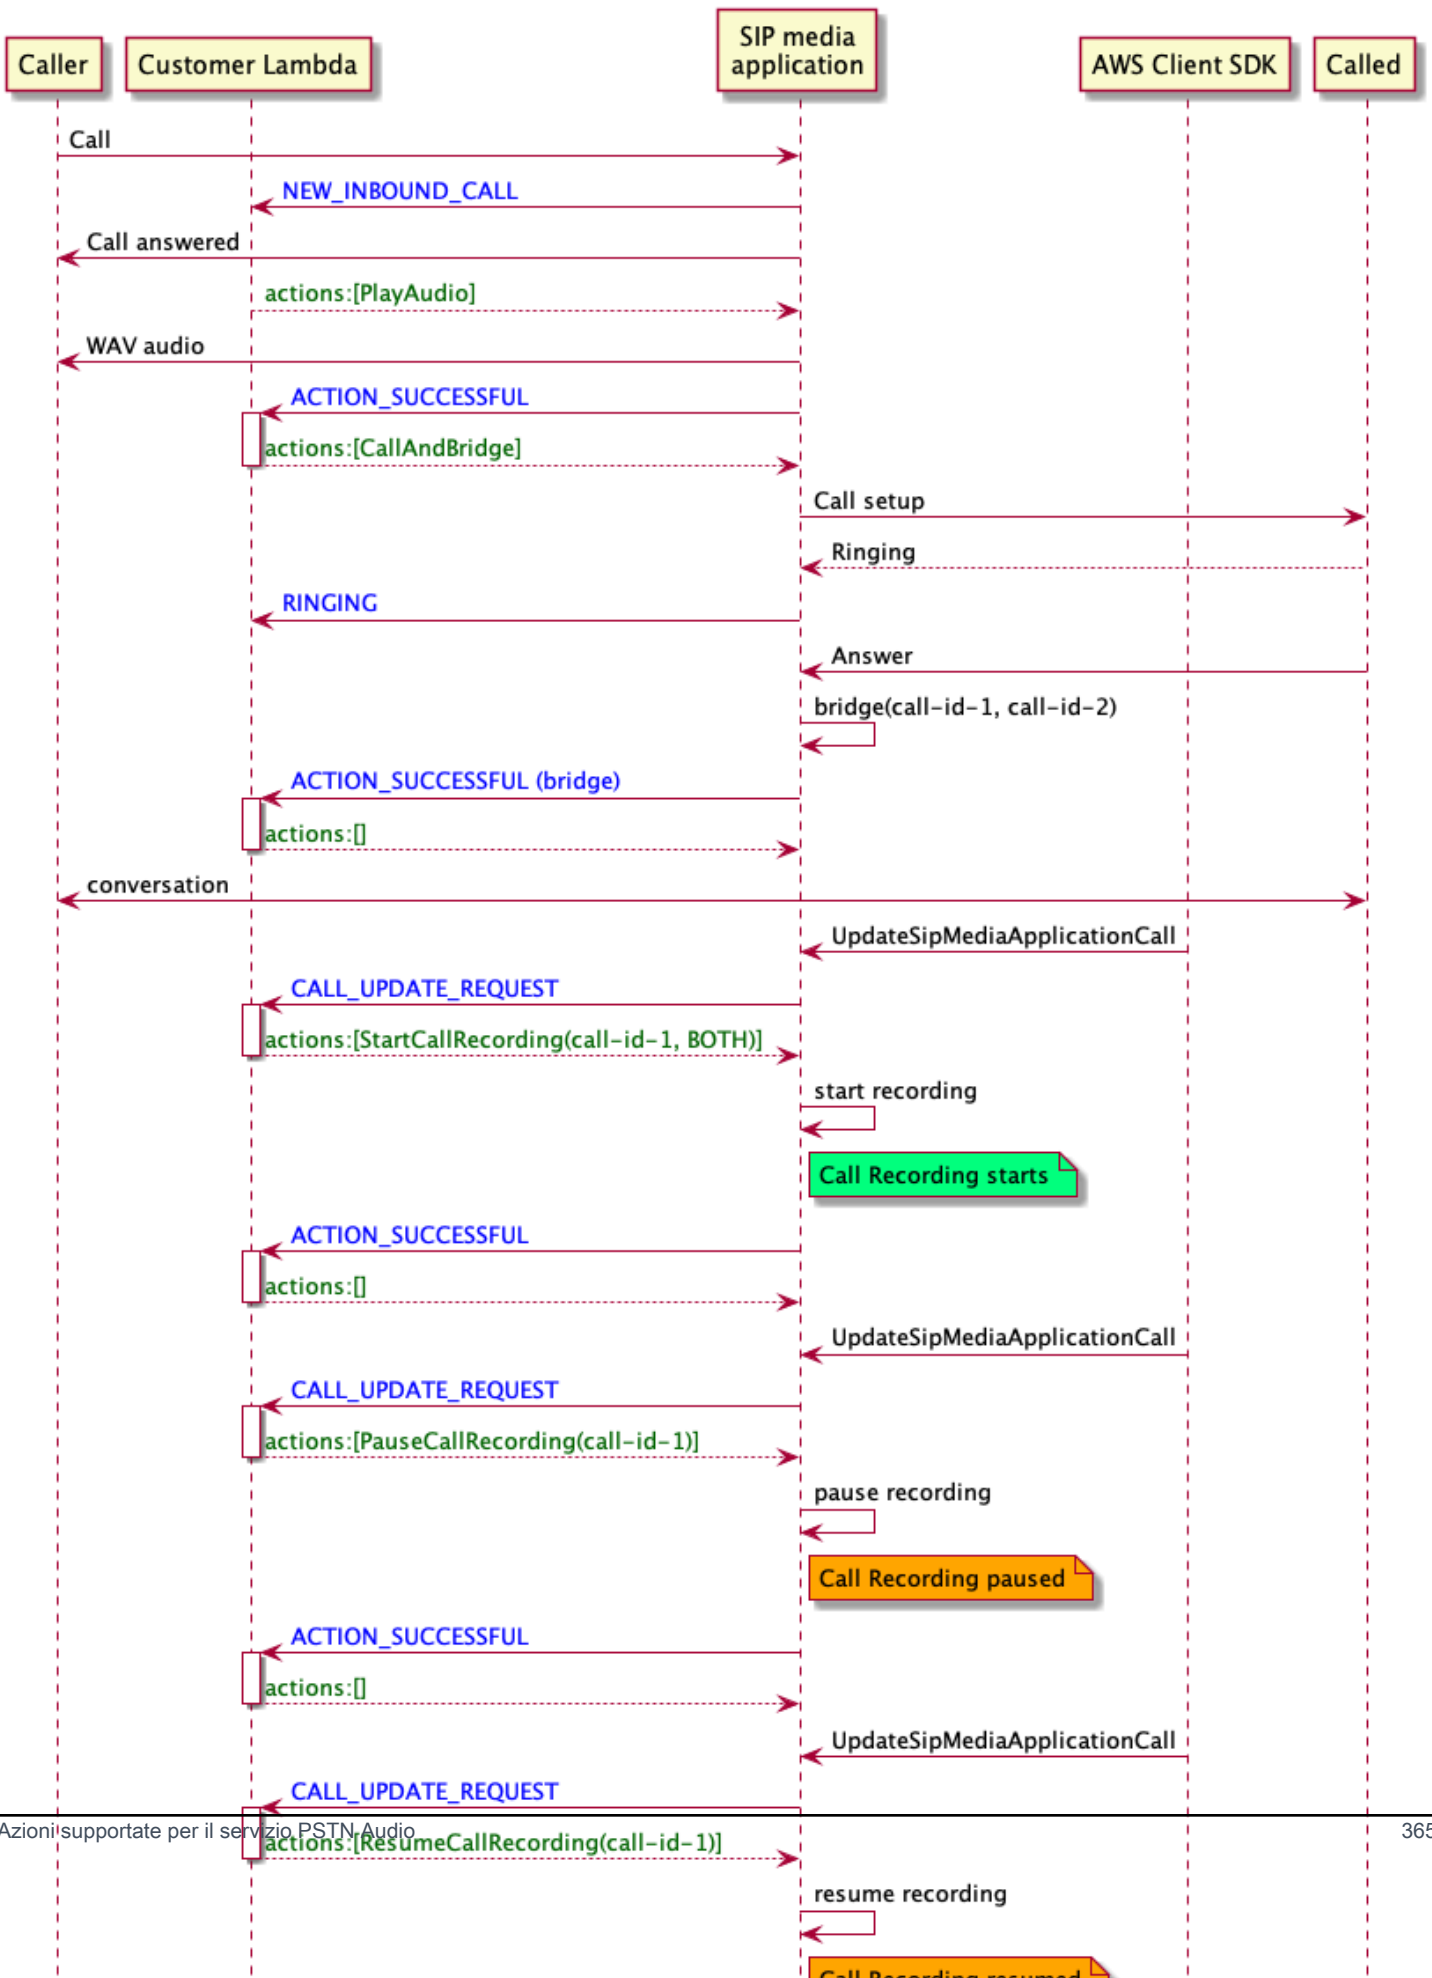 Caller
Customer Lambda
SIP media
application
AWS Client SDK
Called
Call
NEW_INBOUND_CALL
Call answered
actions:[PlayAudio]
WAV audio
ACTION_SUCCESSFUL
actions:[CallAndBridge]
Call setup
Ringing
RINGING
Answer
bridge(call-id-1, call-id-2)
ACTION_SUCCESSFUL (bridge)
actions:[]
conversation
UpdateSipMediaApplicationCall
CALL_UPDATE_REQUEST
actions:[StartCallRecording(call-id-1, BOTH)]
start recording
Call Recording starts
ACTION_SUCCESSFUL
actions:[]
UpdateSipMediaApplicationCall
CALL_UPDATE_REQUEST
actions:[PauseCallRecording(call-id-1)]
pause recording
Call Recording paused
ACTION_SUCCESSFUL
actions:[]
UpdateSipMediaApplicationCall
CALL_UPDATE_REQUEST
Azioni supportate per il servizio PSTN Audio
365
actions:[ResumeCallRecording(call-id-1)]
resume recording
Call Recording resumed